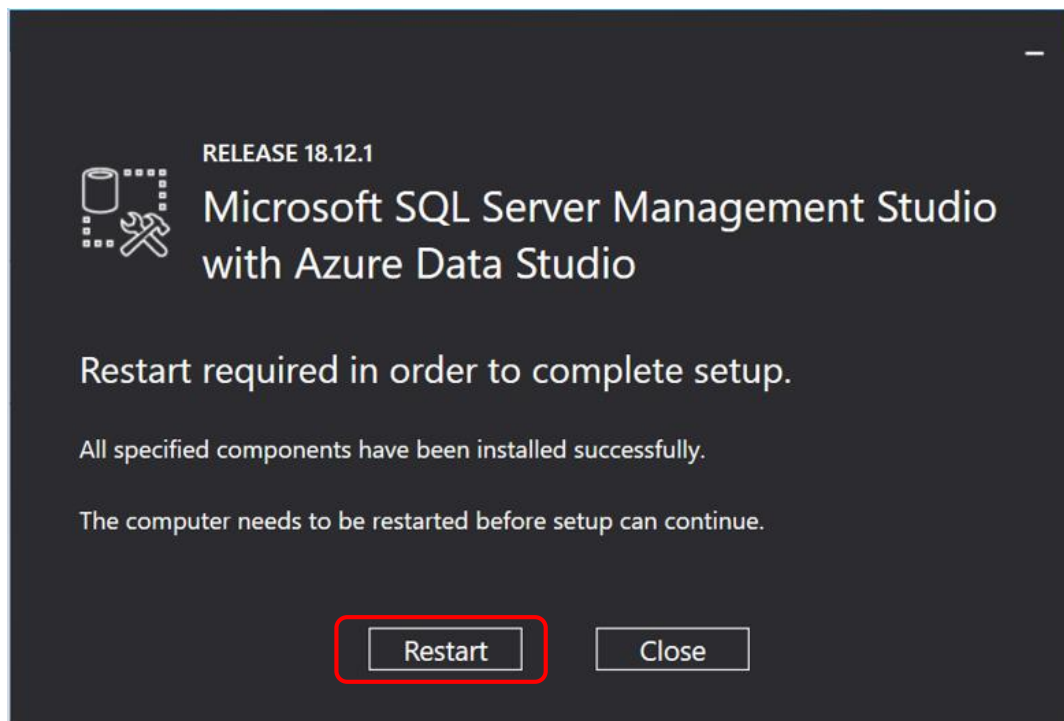 RELEASE 18.12.1
Microsoft SQL Server Management Studio
with Azure Data Studio
Restart required in order to complete setup.
All specified components have been installed successfully.
The computer needs to be restarted before setup can continue.
Restart
Close